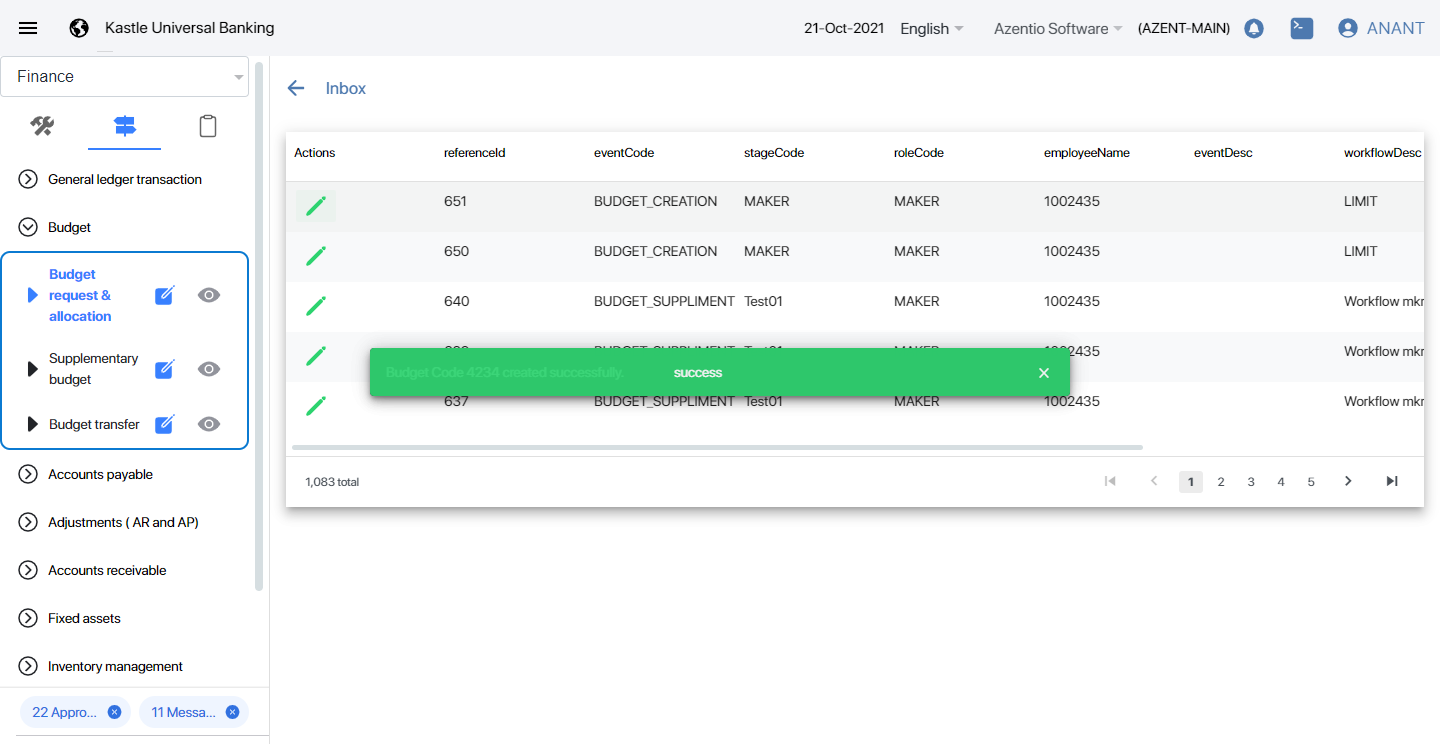 Kastle Universal Banking
21-Oct-2021
English
Azentio Software
(AZENT-MAIN)
ANANT
Finance
General ledger transaction
Budget
Budget
request &
allocation
Supplementary
budget
Budget transfer
Accounts payable
Adjustments ( AR and AP)
Accounts receivable
Fixed assets
Inventory management
22 Appro...
11 Messa...
Inbox
Actions referenceId eventCode stageCode roleCode employeeName eventDesc workflowDesc
651 BUDGET_CREATION MAKER MAKER 1002435 LIMIT
650 BUDGET_CREATION MAKER MAKER 1002435 LIMIT
640 BUDGET_SUPPLIMENT Test01 MAKER 1002435 Workflow mkr
BUDGET_SUPPLIMENT Test01 MAKER 1002435 Workflow mkr
Budget Code 4234 created successfully. success
637 BUDGET_SUPPLIMENT Test01 MAKER 1002435 Workflow mkr
1,083 total
1 2 3 4 5